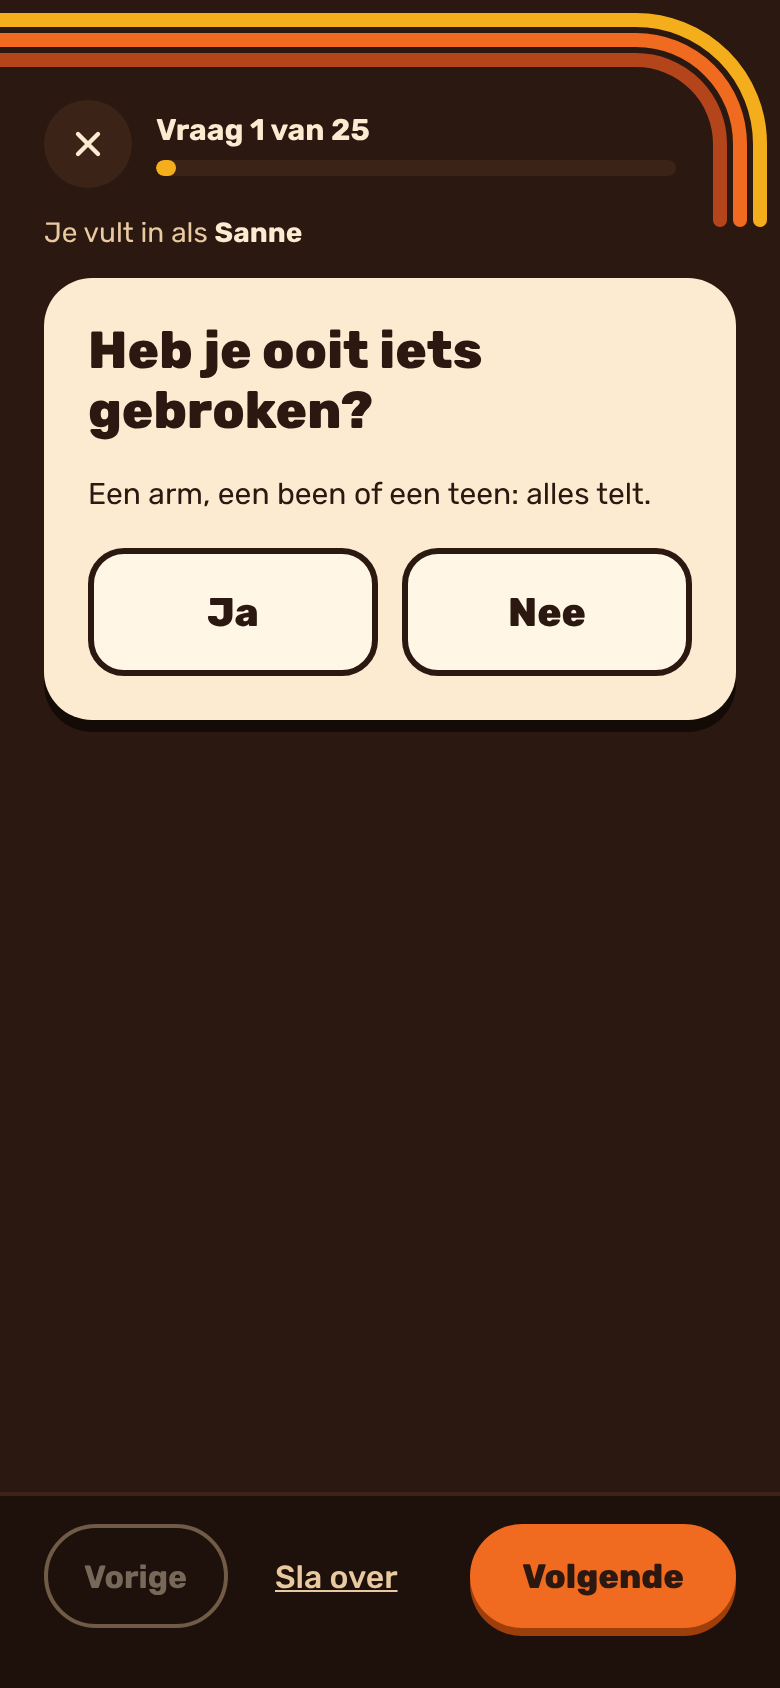 Vraag 1 van 25
Je vult in als Sanne
Heb je ooit iets
gebroken?
Een arm, een been of een teen: alles telt.
Ja
Nee
Vorige
Sla over
Volgende